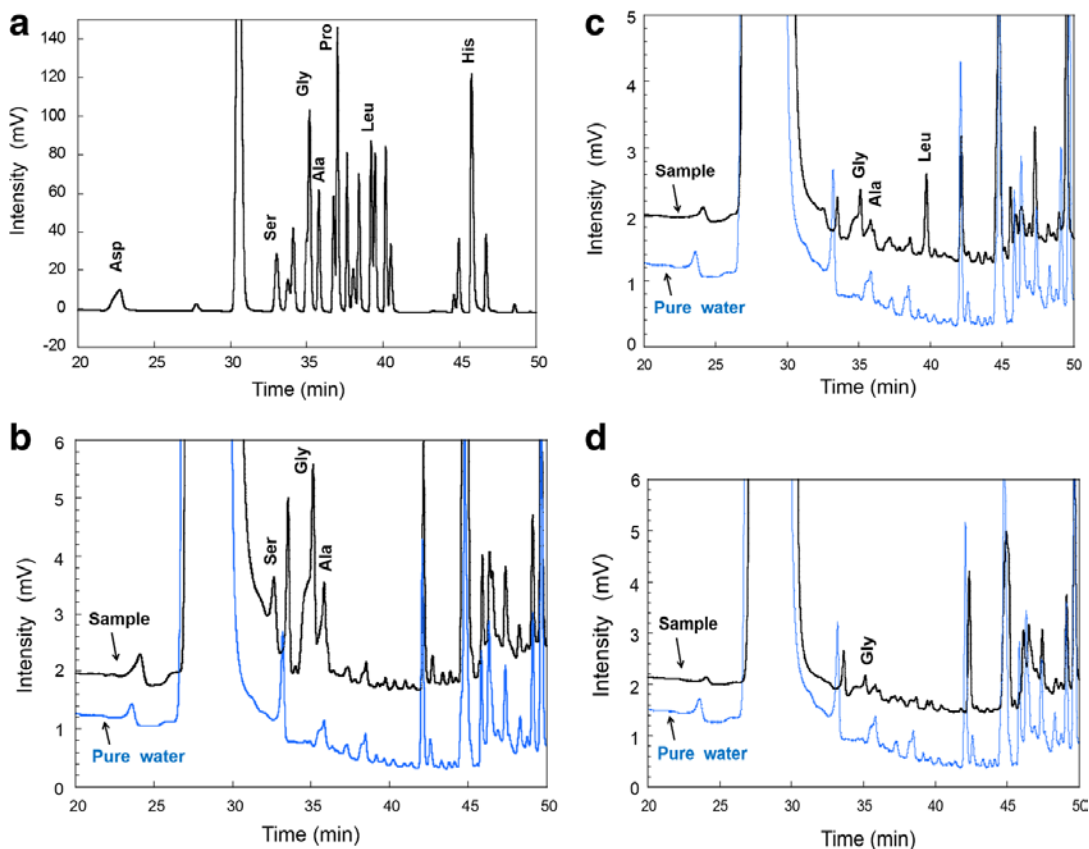 a
140
120
100
80
60
40
20
0
-20
Intensity (mV)
Asp
Ser
Gly
Ala
Pro
Leu
His
20 25 30 35 40 45 50
Time (min)
c
5
4
3
2
1
0
Intensity (mV)
Sample
Pure water
Gly
Ala
Leu
20 25 30 35 40 45 50
Time (min)
b
6
5
4
3
2
1
0
Intensity (mV)
Sample
Pure water
Ser
Gly
Ala
20 25 30 35 40 45 50
Time (min)
d
6
5
4
3
2
1
0
Intensity (mV)
Sample
Pure water
Gly
20 25 30 35 40 45 50
Time (min)